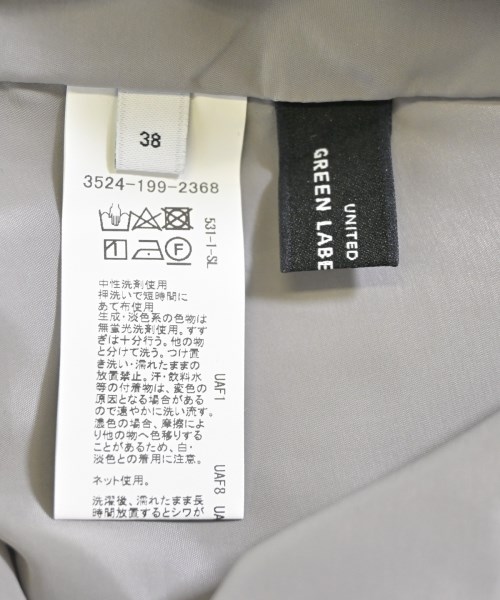 38
3524-199-2368
531-I-SL
中性洗剤使用
押洗いで短時間に
あて布使用
生成・淡色系の色物は
無蛍光洗剤使用。すす
ぎは十分行う。他の物
と分けて洗う。つけ置
き洗い・濡れたままの
放置禁止。汗・飲料水
等の付着物は、変色の
原因となる場合がある
ので速やかに洗い流す。
濃色の場合、摩擦によ
り他の物へ色移りする
ことがあるため、白・
淡色との着用に注意。
ネット使用。
洗濯後、濡れたまま長
時間放置するとシワが
UAF1
UAF8 UA
UNITED
GREEN LABE